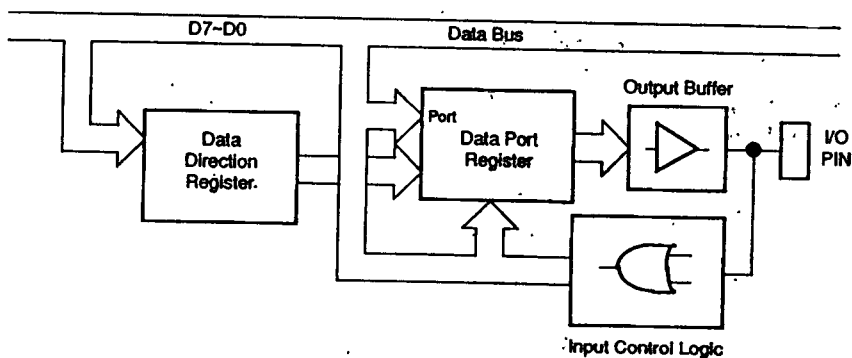 D7~D0
Data Bus
Output Buffer
Data
Direction
Register.
Port
Data Port
Register
I/O
PIN
Input Control Logic